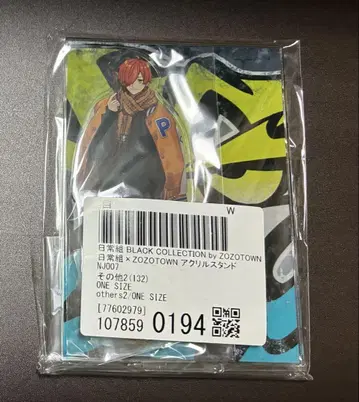 P
W
日常組 BLACK COLLECTION by ZOZOTOWN
日常組 × ZOZOTOWN アクリルスタンド
NJ007
その他2(132)
ONE SIZE
others2/ONE SIZE
[77602979]
107859 0194